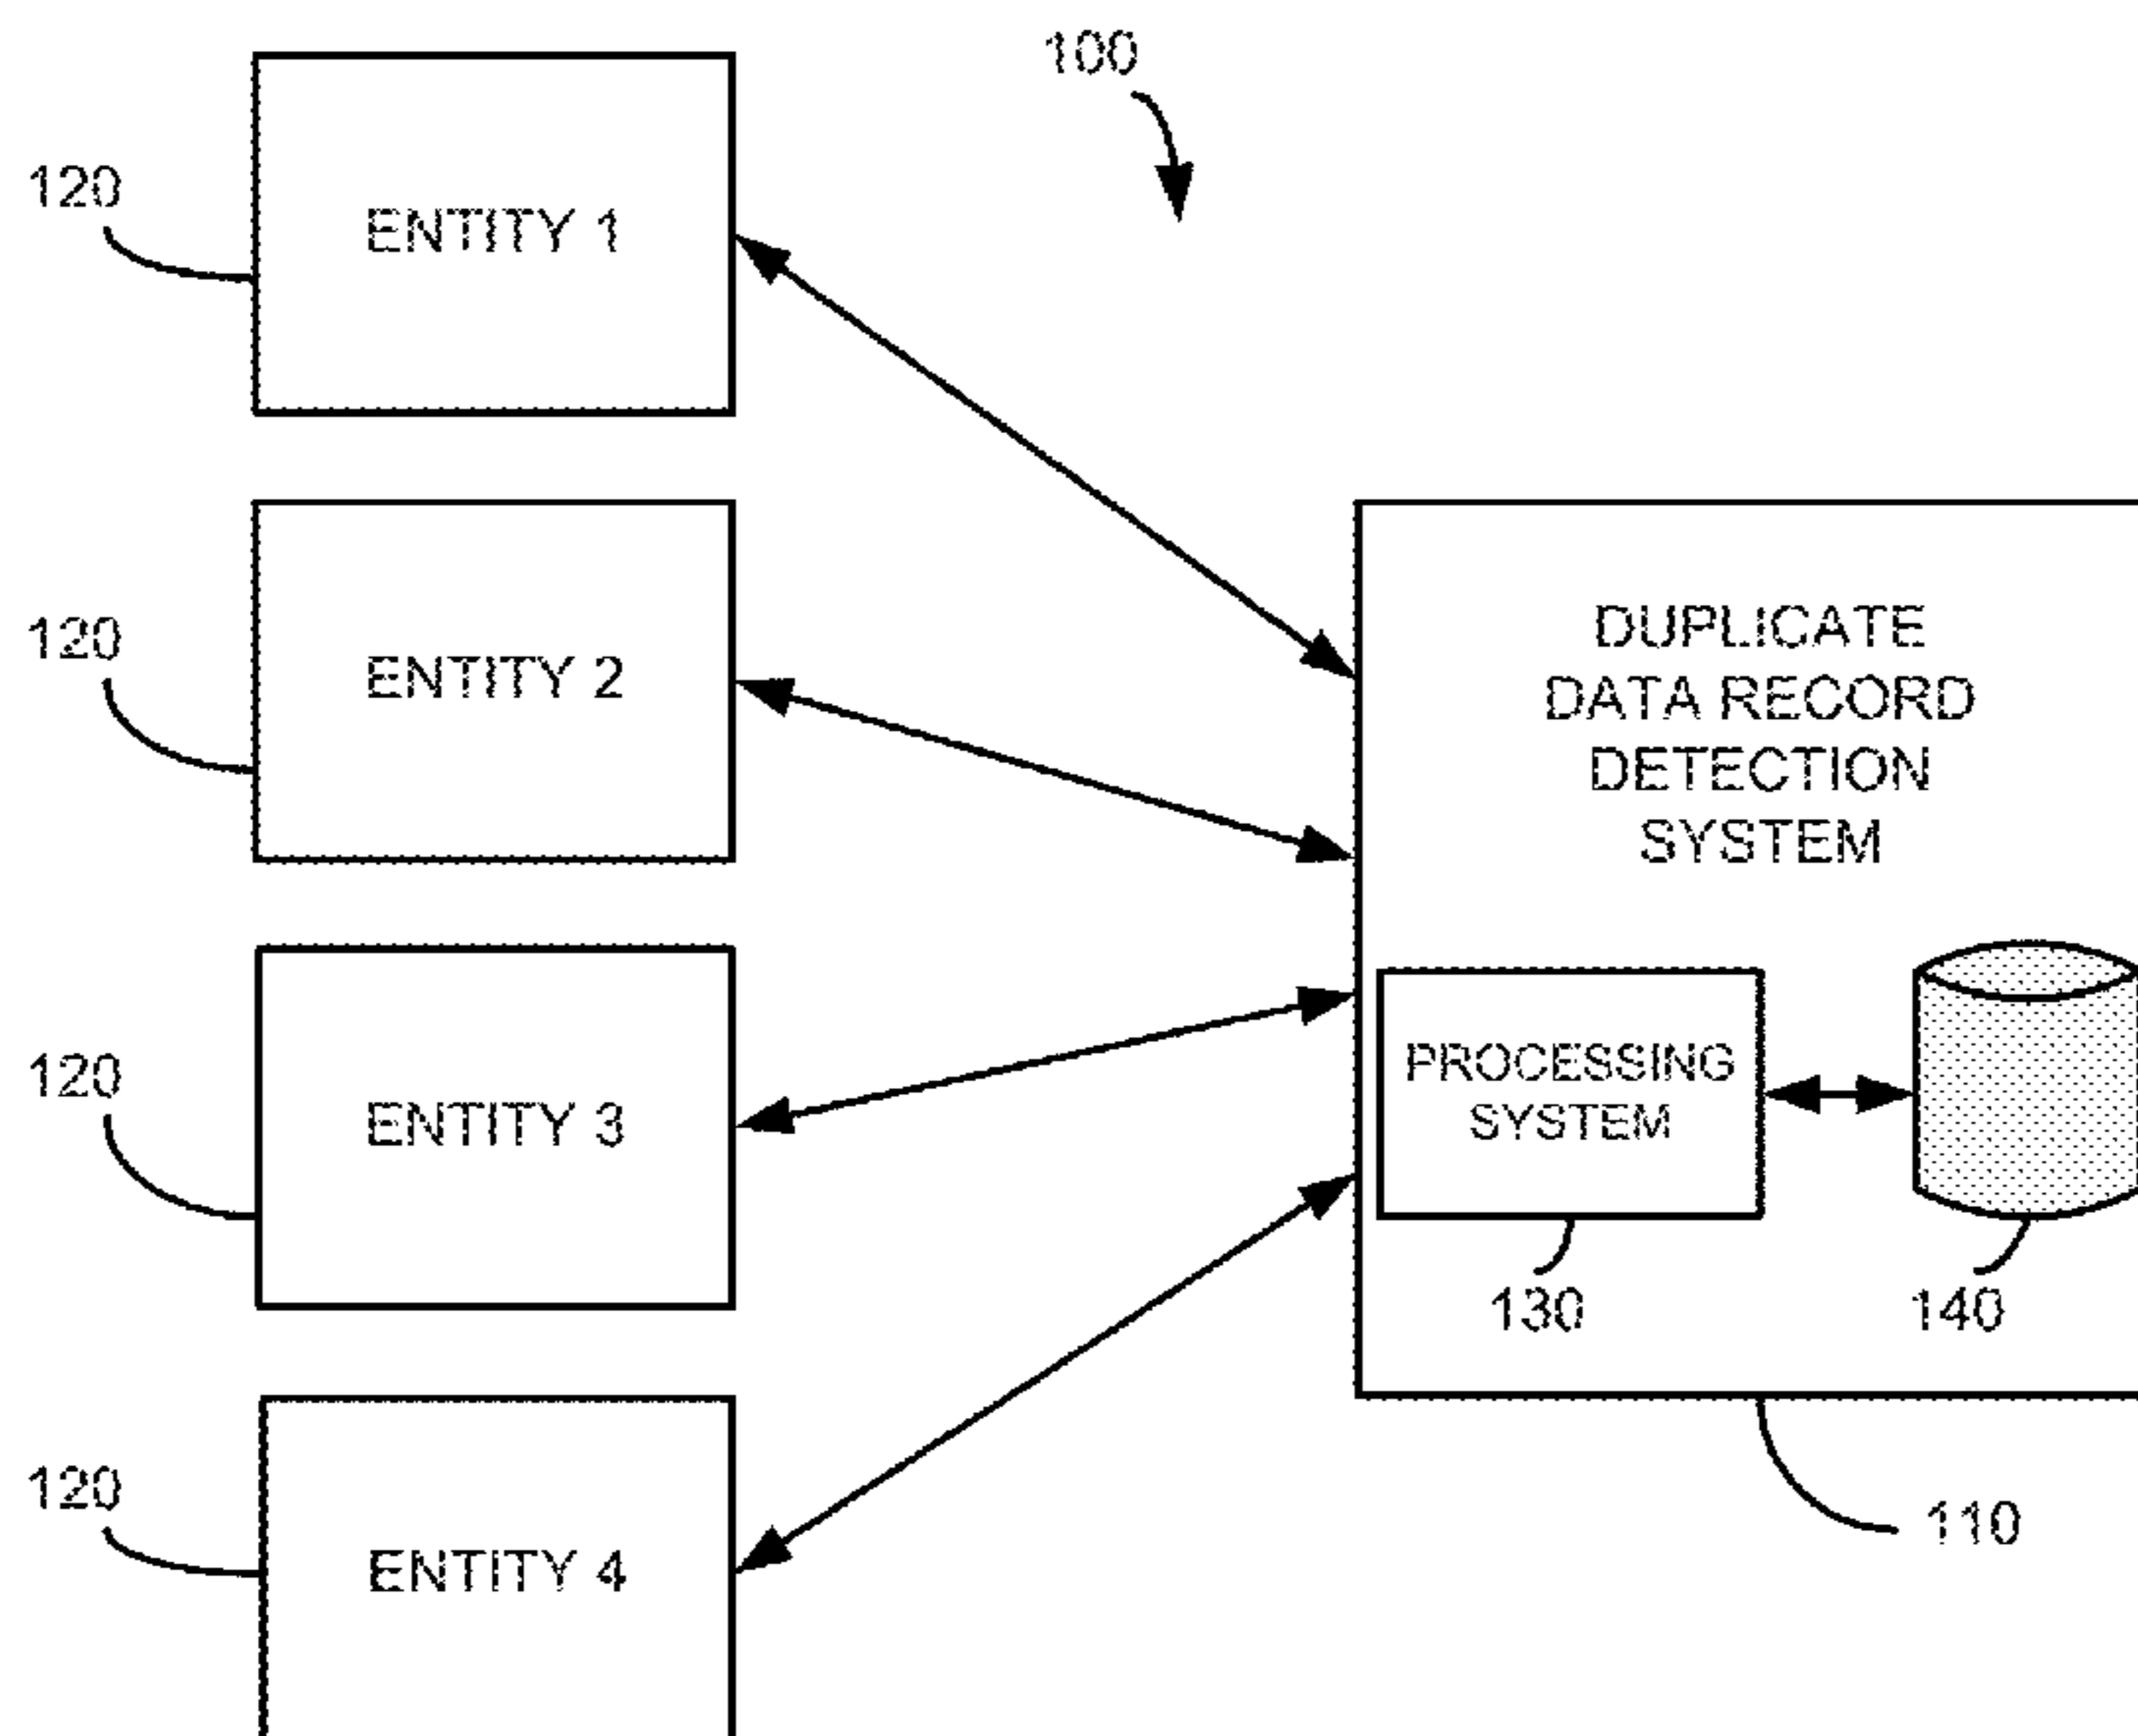 100
120
ENTITY 1
120
ENTITY 2
DUPLICATE
DATA RECORD
DETECTION
SYSTEM
120
ENTITY 3
PROCESSING
SYSTEM
130
140
120
ENTITY 4
110